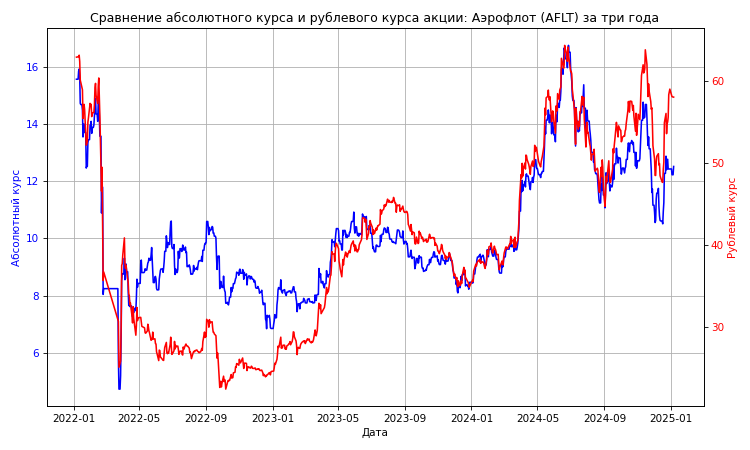 Сравнение абсолютного курса и рублевого курса акции: Аэрофлот (AFLT) за три года
Абсолютный курс
16
14
12
10
8
6
60
50
40
30
Рублевый курс
2022-01 2022-05 2022-09 2023-01 2023-05 2023-09 2024-01 2024-05 2024-09 2025-01
Дата